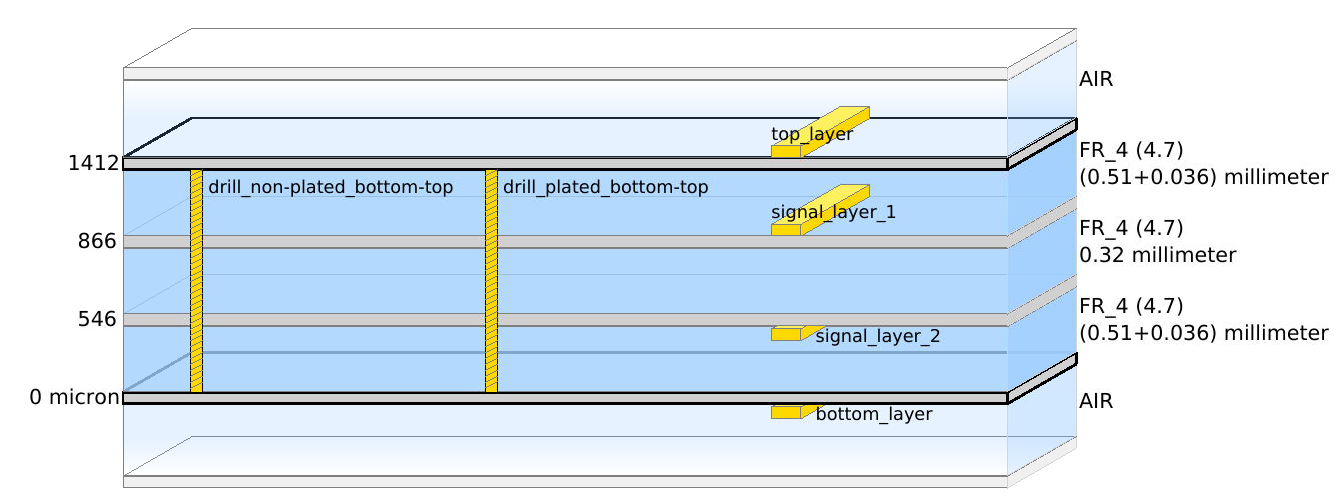 AIR
top_layer
1412
FR_4 (4.7)
(0.51+0.036) millimeter
drill_non-plated_bottom-top
drill_plated_bottom-top
signal_layer_1
866
FR_4 (4.7)
0.32 millimeter
546
FR_4 (4.7)
(0.51+0.036) millimeter
signal_layer_2
0 micron
AIR
bottom_layer